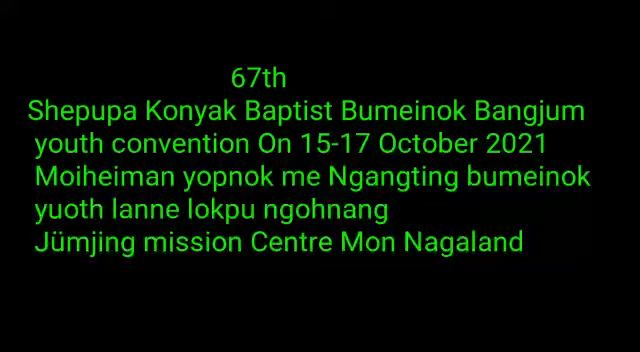 67th
Shepupa Konyak Baptist Bumeinok Bangjum
youth convention On 15-17 October 2021
Moiheiman yopnok me Ngangting bumeinok
yuoth lanne lokpu ngohnang
Jümjing mission Centre Mon Nagaland